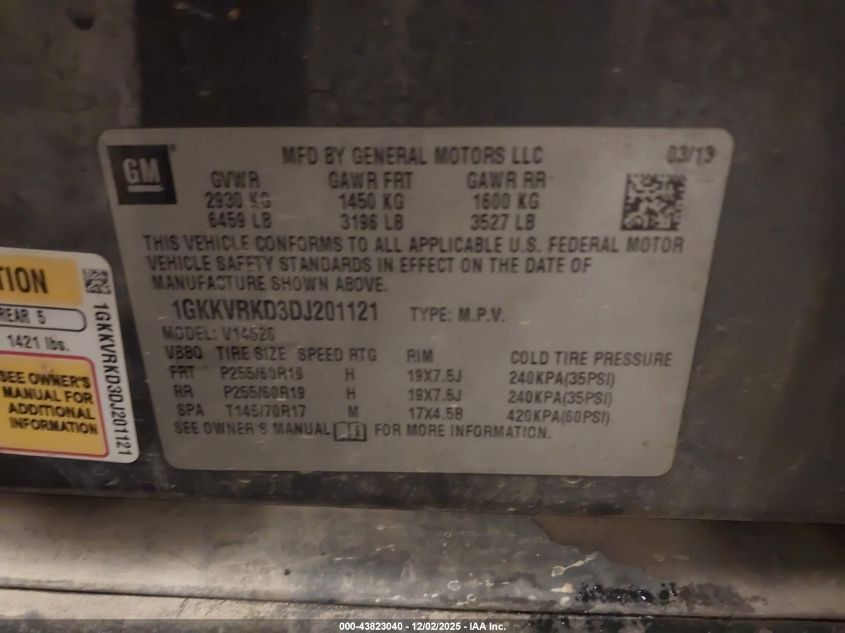 GM
MFD BY GENERAL MOTORS LLC 03/13
GVWR GAWR FRT GAWR RR
2930 KG 1450 KG 1600 KG
6459 LB 3196 LB 3527 LB
THIS VEHICLE CONFORMS TO ALL APPLICABLE U.S. FEDERAL MOTOR
VEHICLE SAFETY STANDARDS IN EFFECT ON THE DATE OF
MANUFACTURE SHOWN ABOVE.
1GKKVRKD3DJ201121 TYPE: M.P.V.
MODEL: V14526
VBBQ TIRE SIZE SPEED RTG RIM COLD TIRE PRESSURE
FRT P255/60R19 H 19X7.5J 240KPA(35PSI)
RR P255/60R19 H 19X7.5J 240KPA(35PSI)
SPA T145/70R17 M 17X4.5B 420KPA(60PSI)
SEE OWNER'S MANUAL FOR MORE INFORMATION.
TION
REAR 5
1421 lbs.
SEE OWNER'S
MANUAL FOR
ADDITIONAL
INFORMATION
1GKKVRKD3DJ201121
000-43823040 - 12/02/2025 - IAA Inc.